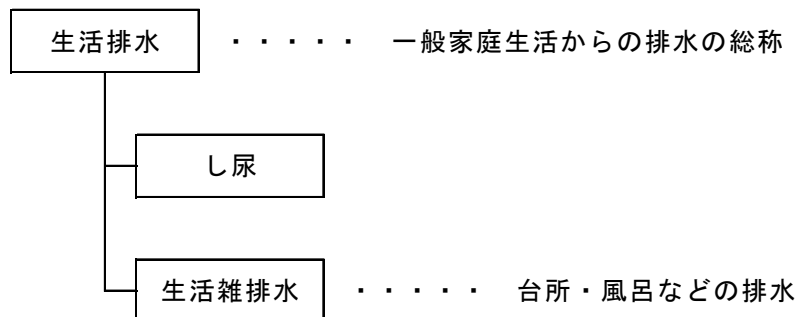 生活排水 ・・・・・ 一般家庭生活からの排水の総称
し尿
生活雑排水 ・・・・・ 台所・風呂などの排水